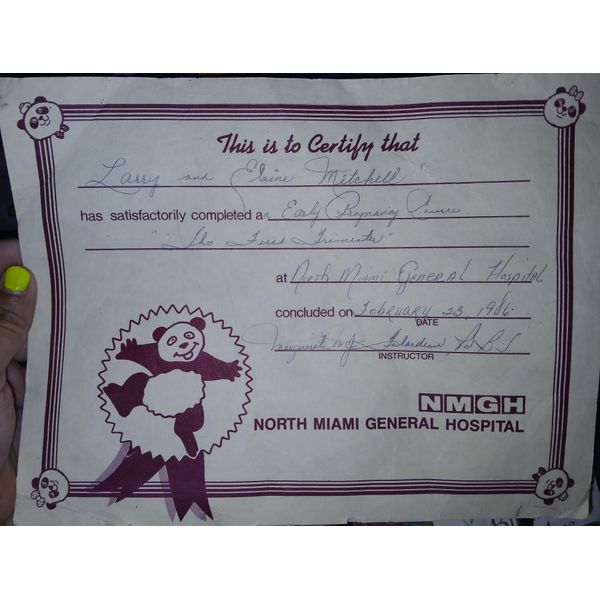 This is to Certify that
Larry and Elaine Mitchell
has satisfactorily completed a Early Pregnancy Course
"The First Trimester"
at North Miami General Hospital
concluded on February 23, 1986.
DATE
INSTRUCTOR
NMGH
NORTH MIAMI GENERAL HOSPITAL